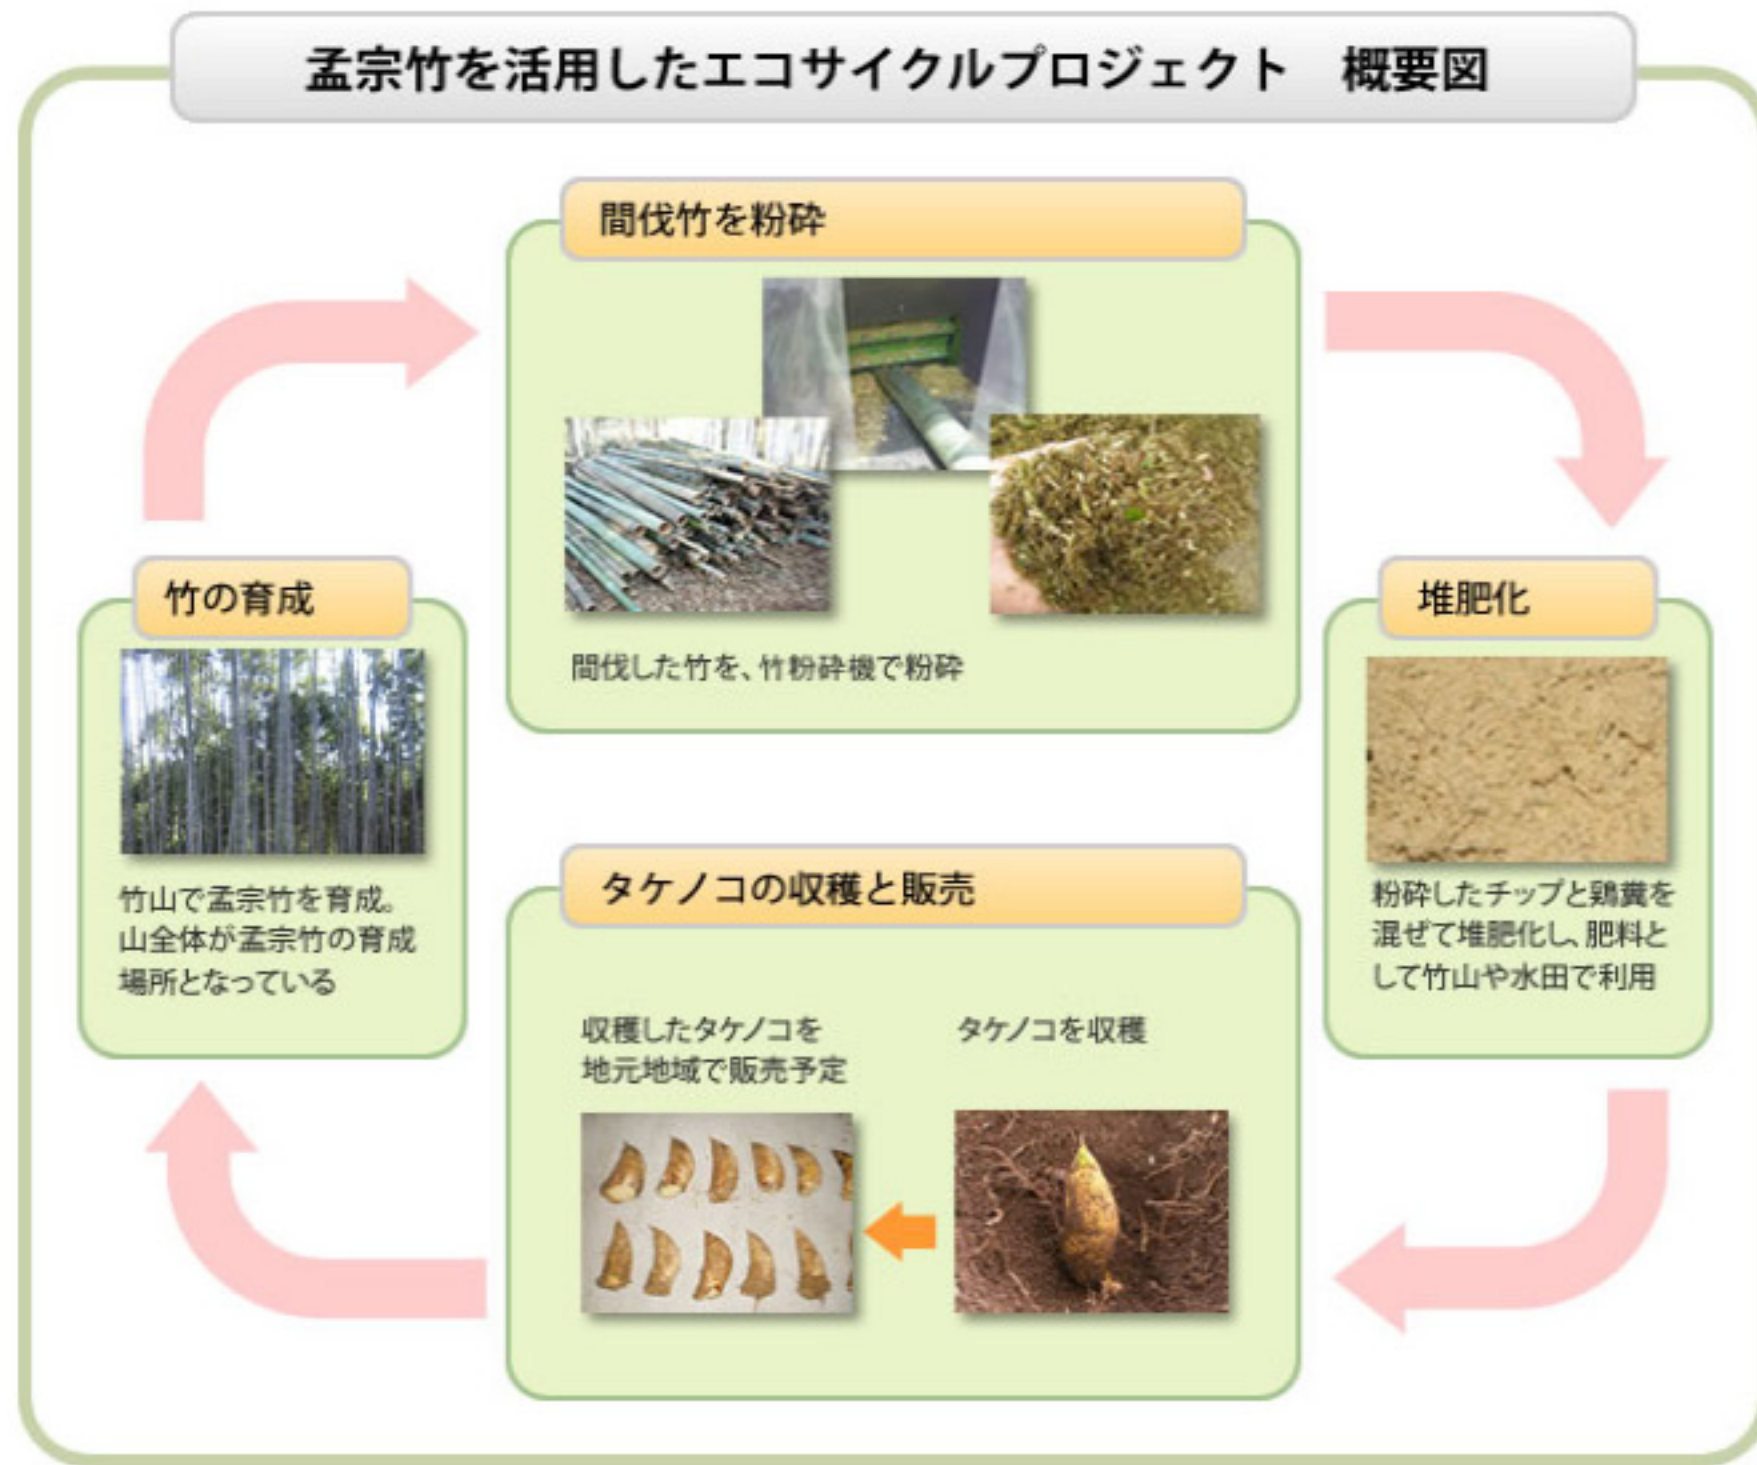 孟宗竹を活用したエコサイクルプロジェクト　概要図
間伐竹を粉砕
間伐した竹を、竹粉砕機で粉砕
竹の育成
竹山で孟宗竹を育成。
山全体が孟宗竹の育成
場所となっている
堆肥化
粉砕したチップと鶏糞を
混ぜて堆肥化し、肥料と
して竹山や水田で利用
タケノコの収穫と販売
収穫したタケノコを
地元地域で販売予定
タケノコを収穫